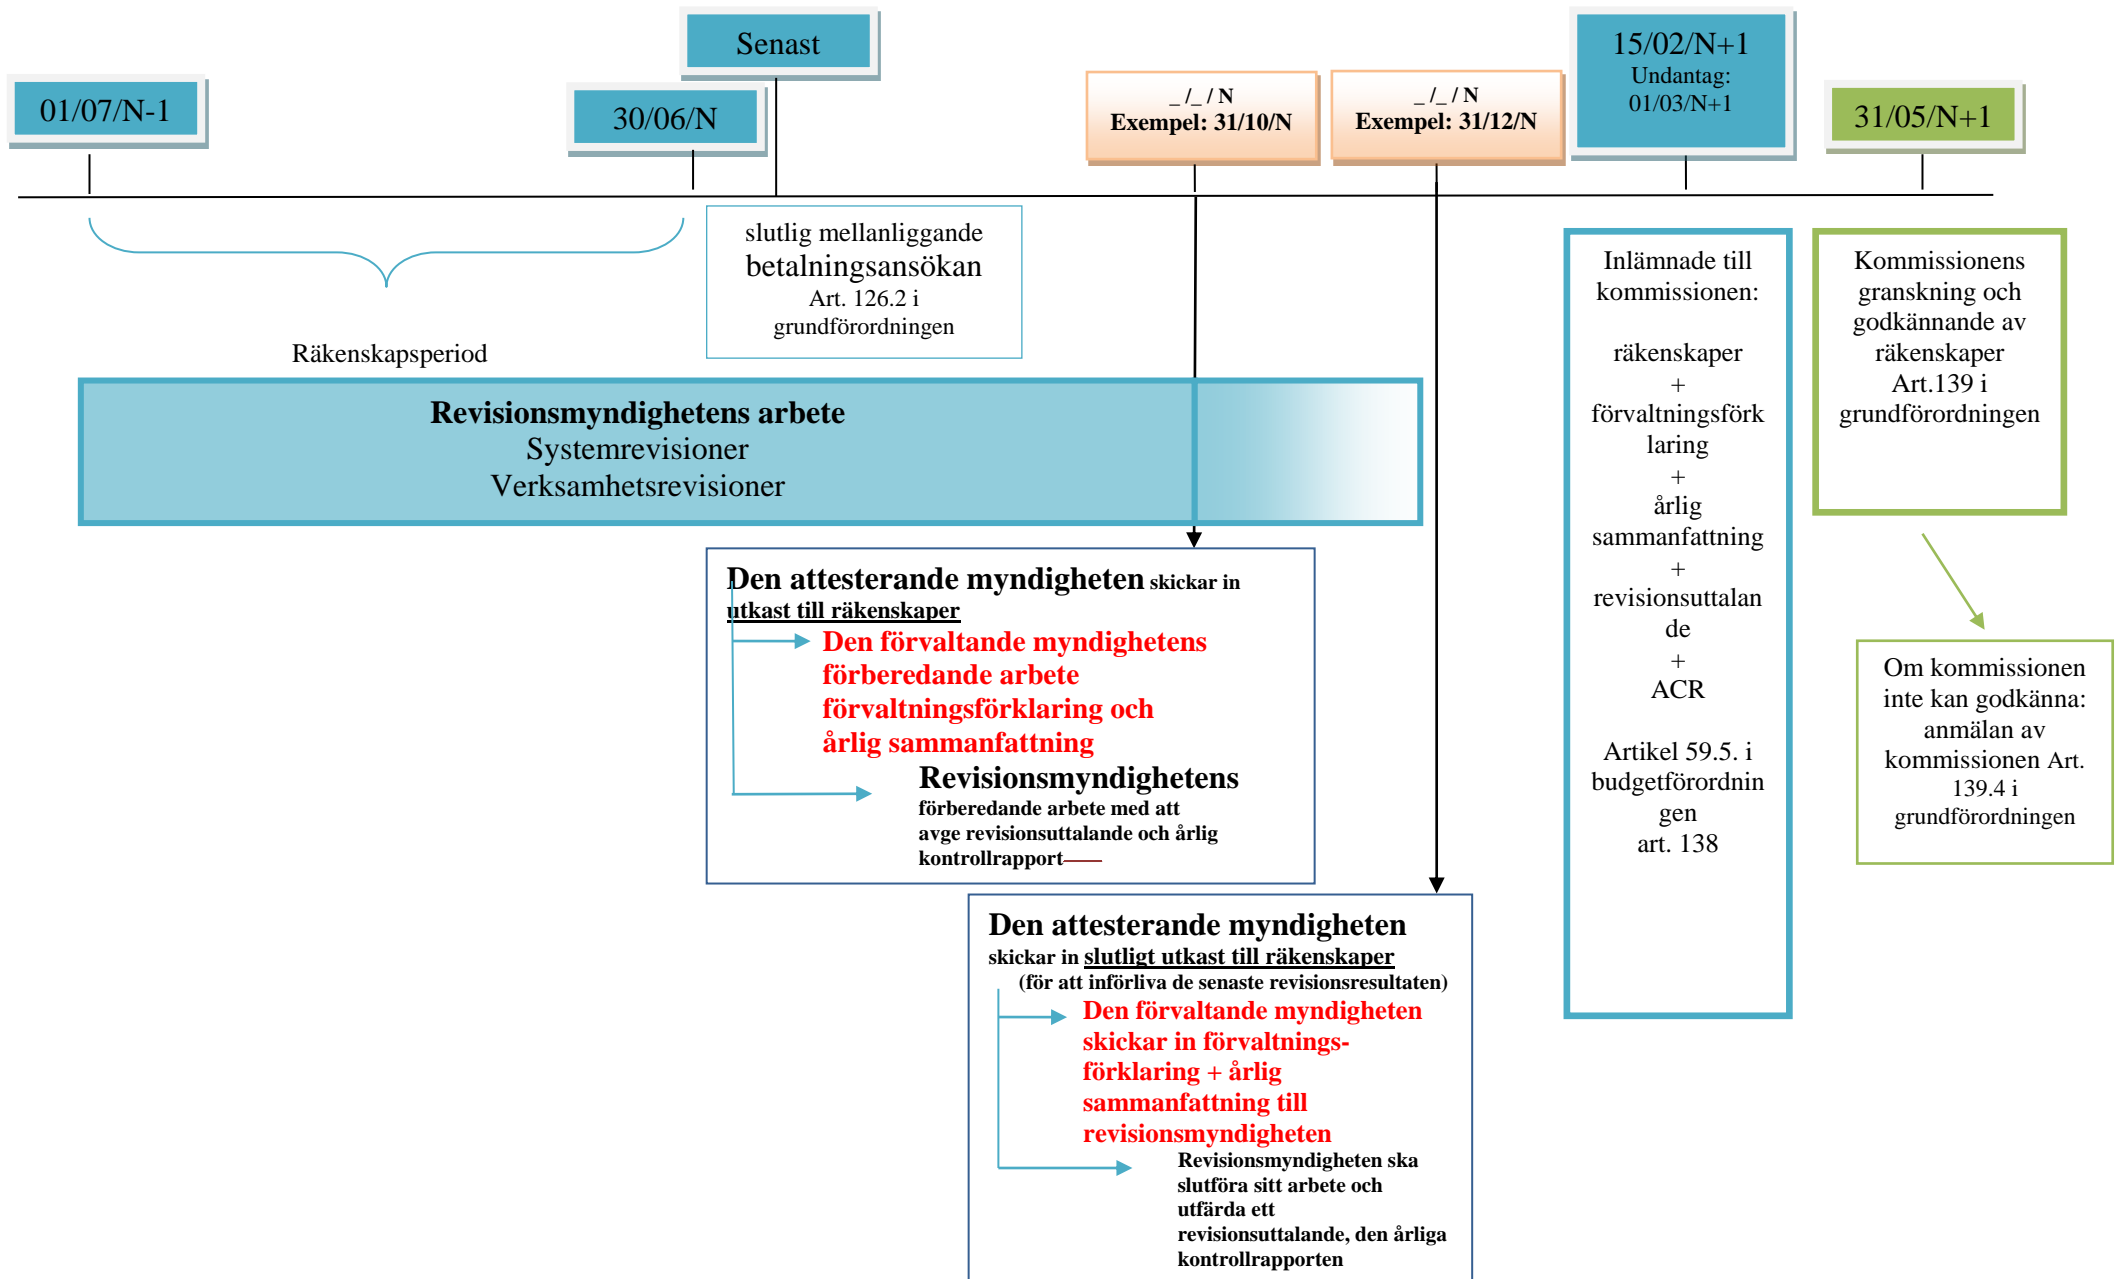 01/07/N-1
30/06/N
Senast
_ /_ / N
Exempel: 31/10/N
_ /_ / N
Exempel: 31/12/N
15/02/N+1
Undantag:
01/03/N+1
31/05/N+1
Räkenskapsperiod
slutlig mellanliggande
betalningsansökan
Art. 126.2 i
grundförordningen
Revisionsmyndighetens arbete
Systemrevisioner
Verksamhetsrevisioner
Den attesterande myndigheten skickar in
utkast till räkenskaper
Den förvaltande myndighetens
förberedande arbete
förvaltningsförklaring och
årlig sammanfattning
Revisionsmyndighetens
förberedande arbete med att
avge revisionsuttalande och årlig
kontrollrapport
Den attesterande myndigheten
skickar in slutligt utkast till räkenskaper
(för att införliva de senaste revisionsresultaten)
Den förvaltande myndigheten
skickar in förvaltnings-
förklaring + årlig
sammanfattning till
revisionsmyndigheten
Revisionsmyndigheten ska
slutföra sitt arbete och
utfärda ett
revisionsuttalande, den årliga
kontrollrapporten
Inlämnade till
kommissionen:
räkenskaper
+
förvaltningsförk
laring
+
årlig
sammanfattning
+
revisionsuttalan
de
+
ACR
Artikel 59.5. i
budgetförordnin
gen
art. 138
Kommissionens
granskning och
godkännande av
räkenskaper
Art.139 i
grundförordningen
Om kommissionen
inte kan godkänna:
anmälan av
kommissionen Art.
139.4 i
grundförordningen